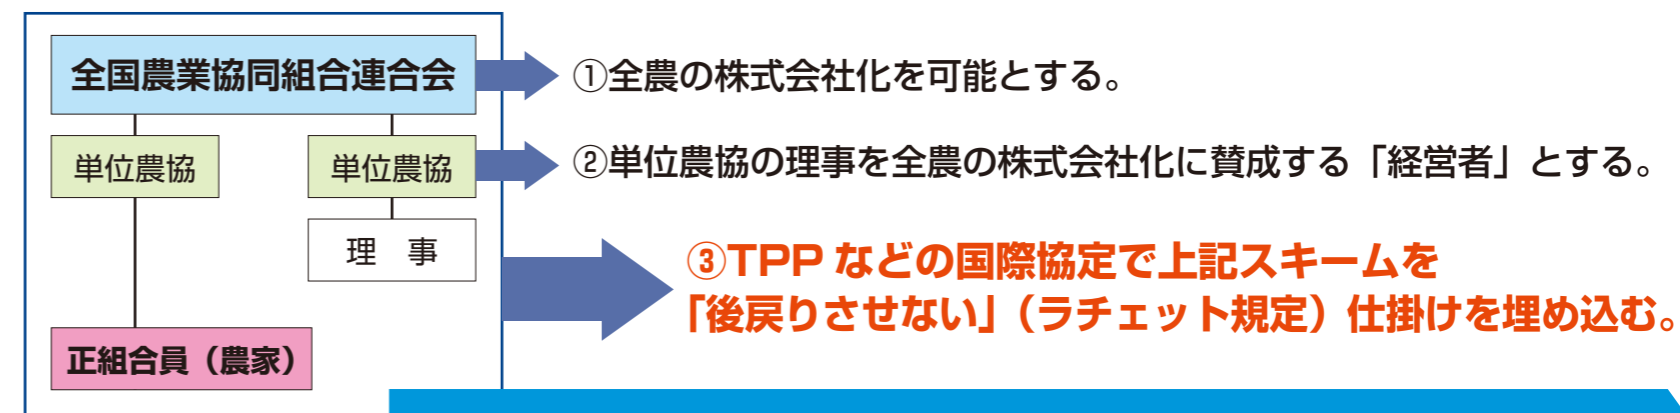 全国農業協同組合連合会
①全農の株式会社化を可能とする。
単位農協
単位農協
②単位農協の理事を全農の株式会社化に賛成する「経営者」とする。
理　事
③TPP などの国際協定で上記スキームを
「後戻りさせない」（ラチェット規定）仕掛けを埋め込む。
正組合員（農家）